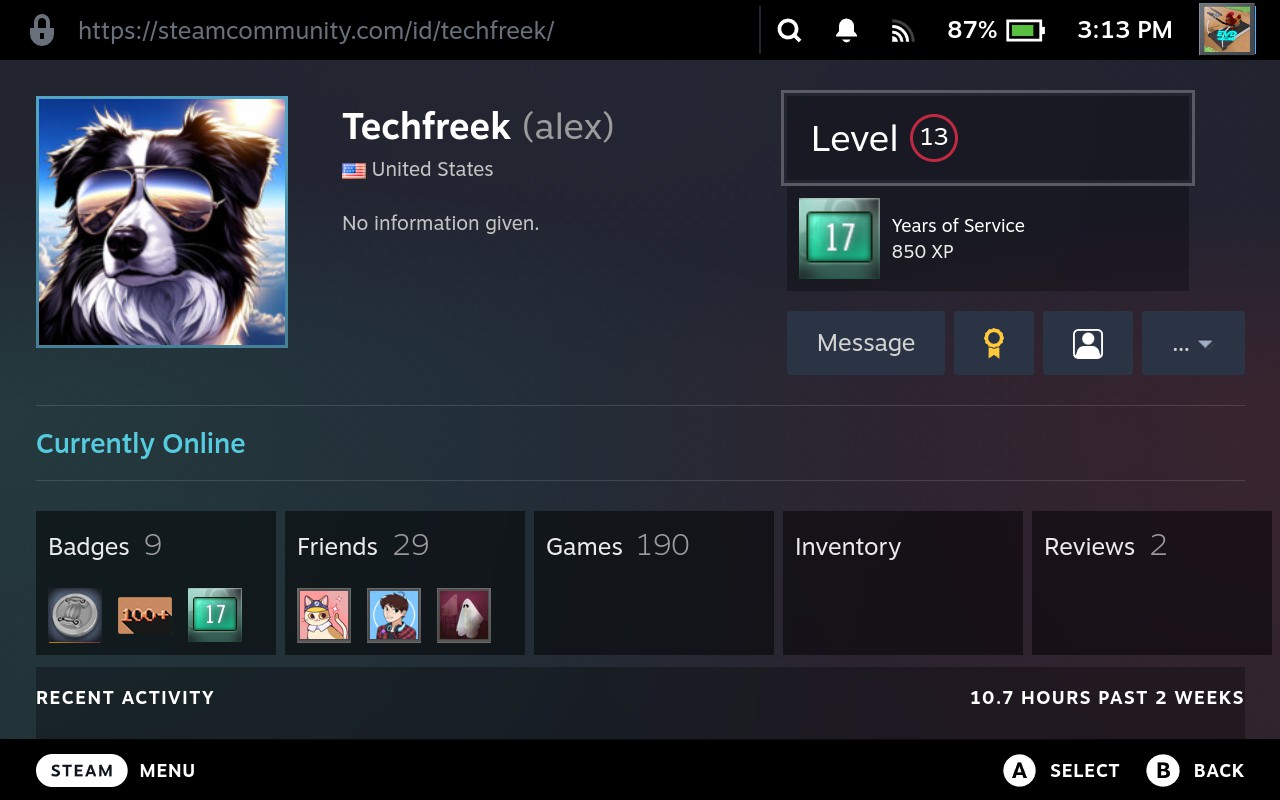 https://steamcommunity.com/id/techfreek/
87%
3:13 PM
Techfreek (alex)
United States
No information given.
Level 13
17
Years of Service
850 XP
Message
...
Currently Online
Badges 9
Friends 29
Games 190
Inventory
Reviews 2
100+
17
RECENT ACTIVITY
10.7 HOURS PAST 2 WEEKS
STEAM MENU
A SELECT
B BACK